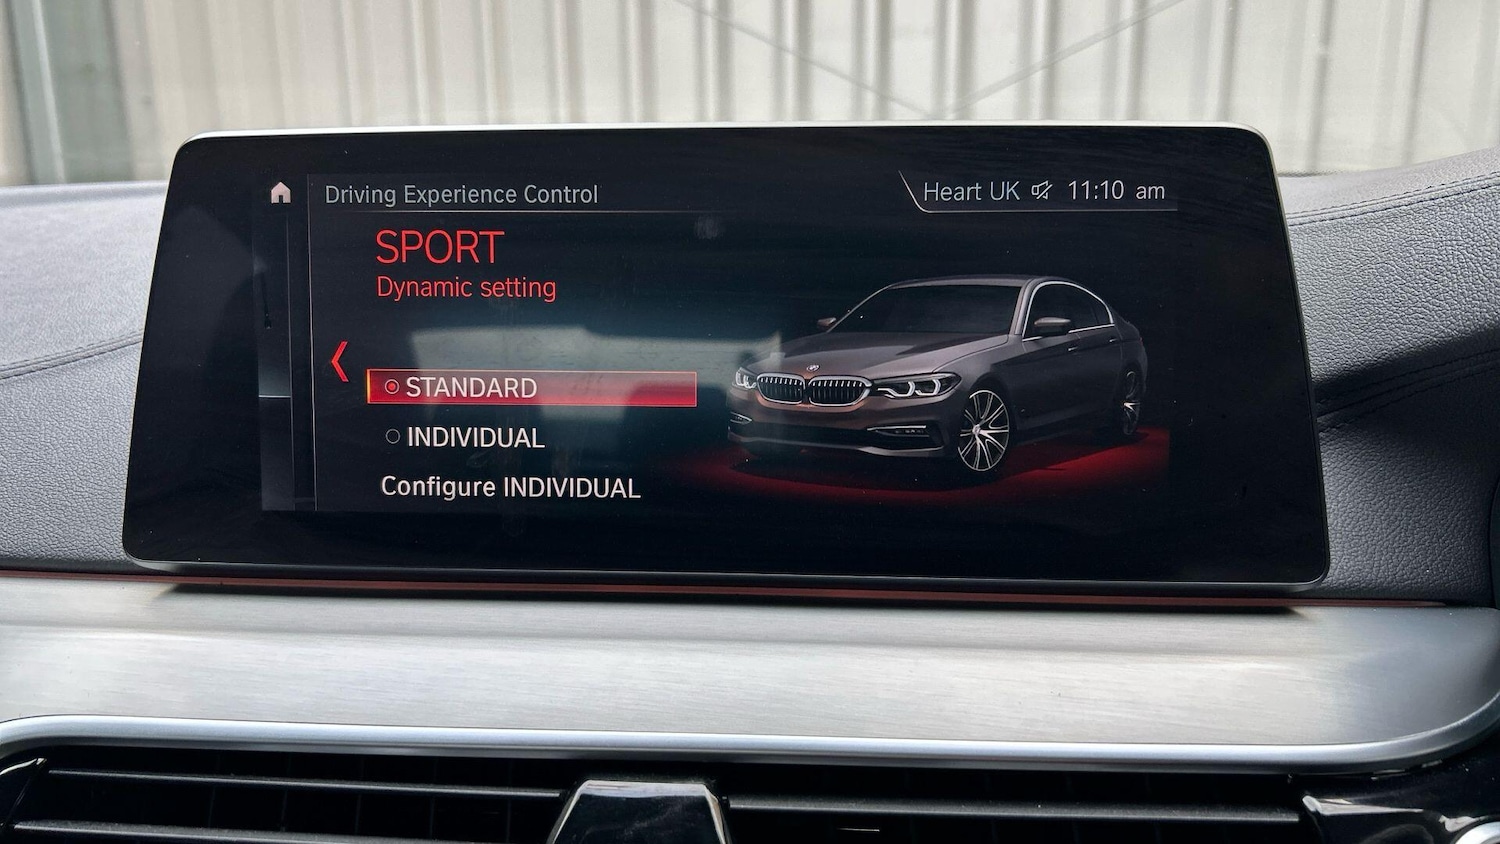 Driving Experience Control
Heart UK 11:10 am
SPORT
Dynamic setting
STANDARD
INDIVIDUAL
Configure INDIVIDUAL